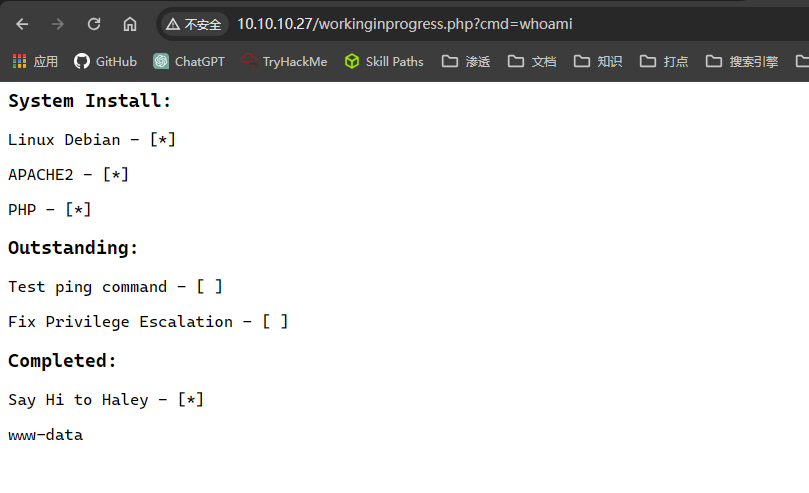 不安全 10.10.10.27/workinginprogress.php?cmd=whoami
应用 GitHub ChatGPT TryHackMe Skill Paths 渗透 文档 知识 打点 搜索引擎
System Install:
Linux Debian - [*]
APACHE2 - [*]
PHP - [*]
Outstanding:
Test ping command - [ ]
Fix Privilege Escalation - [ ]
Completed:
Say Hi to Haley - [*]
www-data